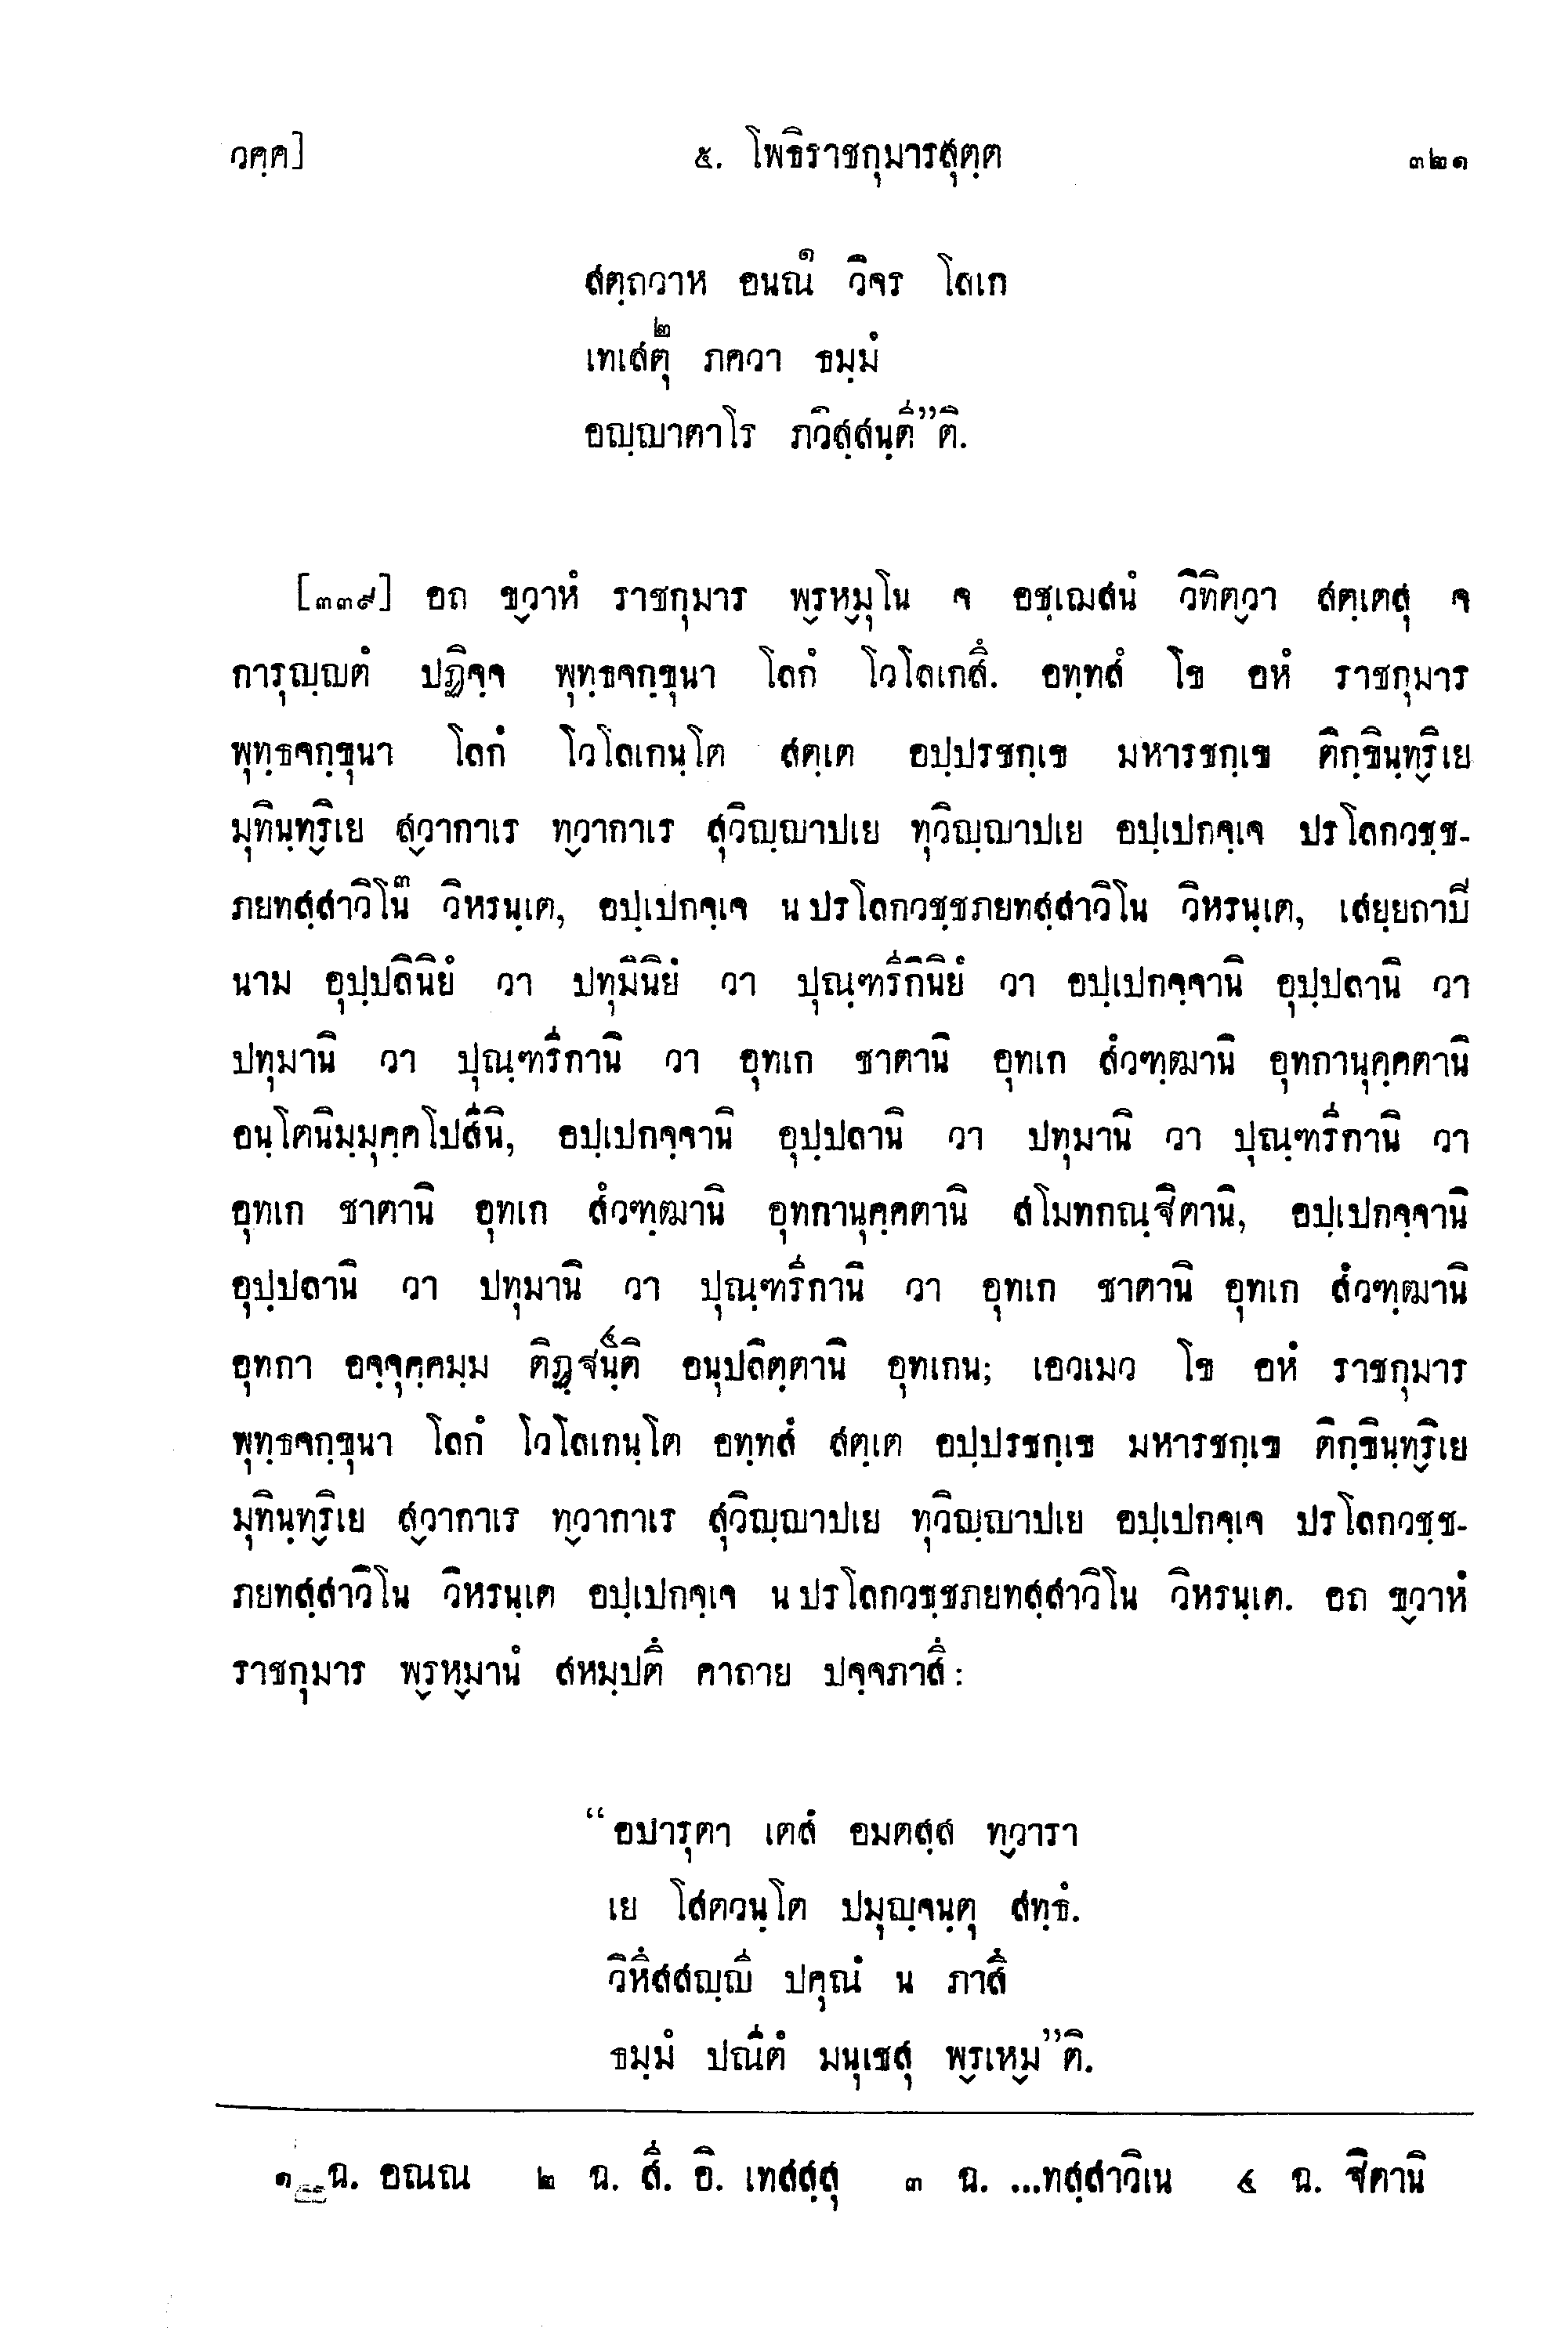 วคฺค] ๕. โพธิราชกุมารสุตฺต ๓๒๑
สตฺถวาห อนณ๑ วิจร โลเก
เทเสตุ๒ ภควา ธมฺมํ
อญฺญาตาโร ภวิสฺสนฺตี”ติ.
[๓๓๙] อถ ขฺวาหํ ราชกุมาร พฺรหฺมุโน จ อชฺเฌสนํ วิทิตฺวา สตฺเตสุ จ
การุญฺญตํ ปฏิจฺจ พุทฺธจกฺขุนา โลกํ โวโลเกสึ. อทฺทสํ โข อหํ ราชกุมาร
พุทฺธจกฺขุนา โลกํ โวโลเกนฺโต สตฺเต อปฺปรชกฺเข มหารชกฺเข ติกฺขินฺทฺริเย
มุทินฺทฺริเย สฺวากาเร ทฺวากาเร สุวิญฺญาปเย ทุวิญฺญาปเย อปฺเปกจฺเจ ปรโลกวชฺช-
ภยทสฺสาวิโน๓ วิหรนฺเต, อปฺเปกจฺเจ น ปรโลกวชฺชภยทสฺสาวิโน วิหรนฺเต, เสยฺยถาปี
นาม อุปฺปลินิยํ วา ปทุมินิยํ วา ปุณฺฑรีกินิยํ วา อปฺเปกจฺจานิ อุปฺปลานิ วา
ปทุมานิ วา ปุณฺฑรีกานิ วา อุทเก ชาตานิ อุทเก สํวฑฺฒานิ อุทกานุคฺคตานิ
อนฺโตนิมฺมุคฺคโปสีนิ, อปฺเปกจฺจานิ อุปฺปลานิ วา ปทุมานิ วา ปุณฺฑรีกานิ วา
อุทเก ชาตานิ อุทเก สํวฑฺฒานิ อุทกานุคฺคตานิ สโมทกณฺฐิตานิ, อปฺเปกจฺจานิ
อุปฺปลานิ วา ปทุมานิ วา ปุณฺฑรีกานิ วา อุทเก ชาตานิ อุทเก สํวฑฺฒานิ
อุทกา อจฺจุคฺคมฺม ติฏฺฐนฺติ๔ อนุปลิตฺตานิ อุทเกน; เอวเมว โข อหํ ราชกุมาร
พุทฺธจกฺขุนา โลกํ โวโลเกนฺโต อทฺทสํ สตฺเต อปฺปรชกฺเข มหารชกฺเข ติกฺขินฺทฺริเย
มุทินฺทฺริเย สฺวากาเร ทฺวากาเร สุวิญฺญาปเย ทุวิญฺญาปเย อปฺเปกจฺเจ ปรโลกวชฺช-
ภยทสฺสาวิโน วิหรนฺเต อปฺเปกจฺเจ น ปรโลกวชฺชภยทสฺสาวิโน วิหรนฺเต. อถ ขฺวาหํ
ราชกุมาร พฺรหฺมานํ สหมฺปตึ คาถาย ปจฺจภาสึ:
“อปารุตา เตสํ อมตสฺส ทฺวารา
เย โสตวนฺโต ปมุญฺจนฺตุ สทฺธํ.
วิหึสสญฺญี ปคุณํ น ภาสึ
ธมฺมํ ปณีตํ มนุเชสุ พฺรเหฺม”ติ.
๑ ฉ. อณณ ๒ ฉ. สี. อิ. เทสสฺสุ ๓ ฉ. ...ทสฺสาวิเน ๔ ฉ. ฐิตานิ